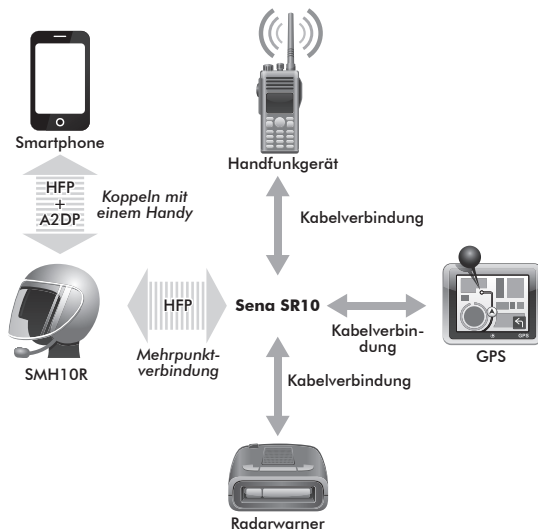 Smartphone
Handfunkgerät
HFP
+
A2DP
Koppeln mit
einem Handy
Kabelverbindung
HFP
Sena SR10
Mehrpunkt-
verbindung
Kabelverbin-
dung
SMH10R
GPS
GPS
Kabelverbindung
Radarwarner